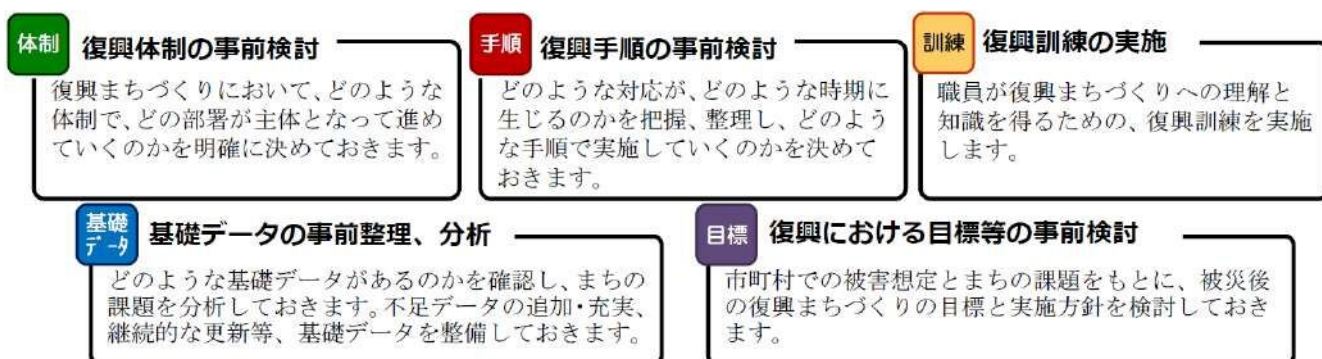 体制 復興体制の事前検討
復興まちづくりにおいて、どのような
体制で、どの部署が主体となって進め
ていくのかを明確に決めておきます。
手順 復興手順の事前検討
どのような対応が、どのような時期に
生じるのかを把握、整理し、どのよう
な手順で実施していくのかを決めて
おきます。
訓練 復興訓練の実施
職員が復興まちづくりへの理解と
知識を得るための、復興訓練を実施
します。
基礎
データ 基礎データの事前整理、分析
どのような基礎データがあるのかを確認し、まちの
課題を分析しておきます。不足データの追加・充実、
継続的な更新等、基礎データを整備しておきます。
目標 復興における目標等の事前検討
市町村での被害想定とまちの課題をもとに、被災後
の復興まちづくりの目標と実施方針を検討しておき
ます。